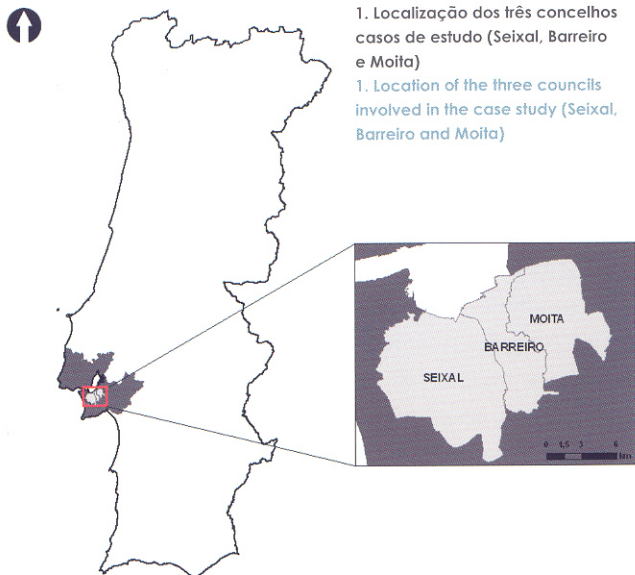 1. Localização dos três concelhos
casos de estudo (Seixal, Barreiro
e Moita)
1. Location of the three councils
involved in the case study (Seixal,
Barreiro and Moita)
MOITA
BARREIRO
SEIXAL
0 1,5 3 6
km